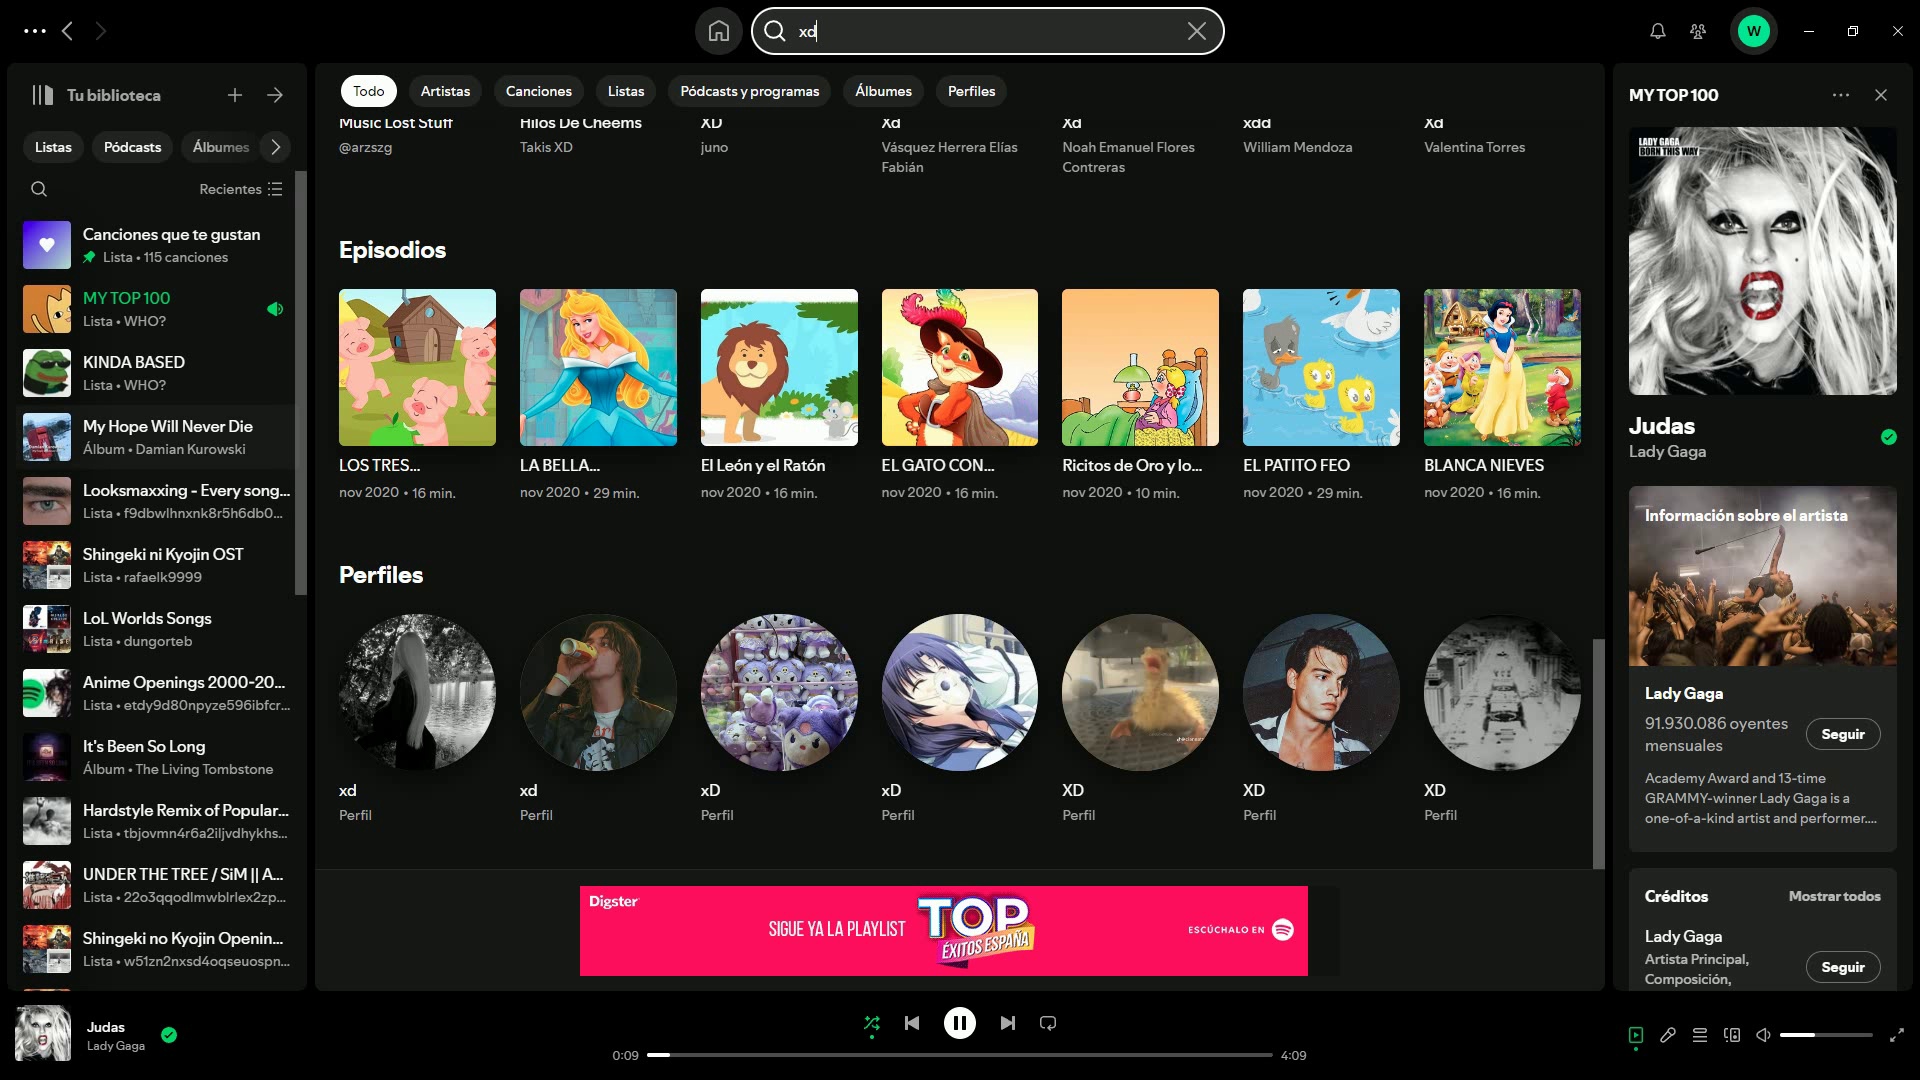 xd
W
Tu biblioteca
Listas
Pódcasts
Álbumes
Recientes
Canciones que te gustan
Lista • 115 canciones
MY TOP 100
Lista • WHO?
KINDA BASED
Lista • WHO?
My Hope Will Never Die
Álbum • Damian Kurowski
Looksmaxxing - Every song...
Lista • f9dbwlhnxnk8r5h6db0...
Shingeki ni Kyojin OST
Lista • rafaelk9999
LoL Worlds Songs
Lista • dungorteb
Anime Openings 2000-20...
Lista • etdy9d80npyze596ibfcr...
It's Been So Long
Álbum • The Living Tombstone
Hardstyle Remix of Popular...
Lista • tbjovmn4r6a2iljvdhykhs...
UNDER THE TREE / SiM || A...
Lista • 22o3qqodlmwblrlex2zp...
Shingeki no Kyojin Openin...
Lista • w51zn2nxsd4oqseuospn...
Todo
Artistas
Canciones
Listas
Pódcasts y programas
Álbumes
Perfiles
Music Lost Stuff
@arzszg
Hilos De Cheems
Takis XD
XD
juno
Xd
Vásquez Herrera Elías
Fabián
Xd
Noah Emanuel Flores
Contreras
xdd
William Mendoza
Xd
Valentina Torres
Episodios
LOS TRES...
nov 2020 • 16 min.
LA BELLA...
nov 2020 • 29 min.
El León y el Ratón
nov 2020 • 16 min.
EL GATO CON...
nov 2020 • 16 min.
Ricitos de Oro y lo...
nov 2020 • 10 min.
EL PATITO FEO
nov 2020 • 29 min.
BLANCA NIEVES
nov 2020 • 16 min.
Perfiles
xd
Perfil
xd
Perfil
xD
Perfil
xD
Perfil
XD
Perfil
XD
Perfil
XD
Perfil
Digster
SIGUE YA LA PLAYLIST
TOP
ÉXITOS ESPAÑA
ESCÚCHALO EN
MY TOP 100
LADY GAGA
BORN THIS WAY
Judas
Lady Gaga
Información sobre el artista
Lady Gaga
91.930.086 oyentes
mensuales
Seguir
Academy Award and 13-time
GRAMMY-winner Lady Gaga is a
one-of-a-kind artist and performer....
Créditos
Mostrar todos
Lady Gaga
Artista Principal,
Composición,
Seguir
Judas
Lady Gaga
0:09
4:09